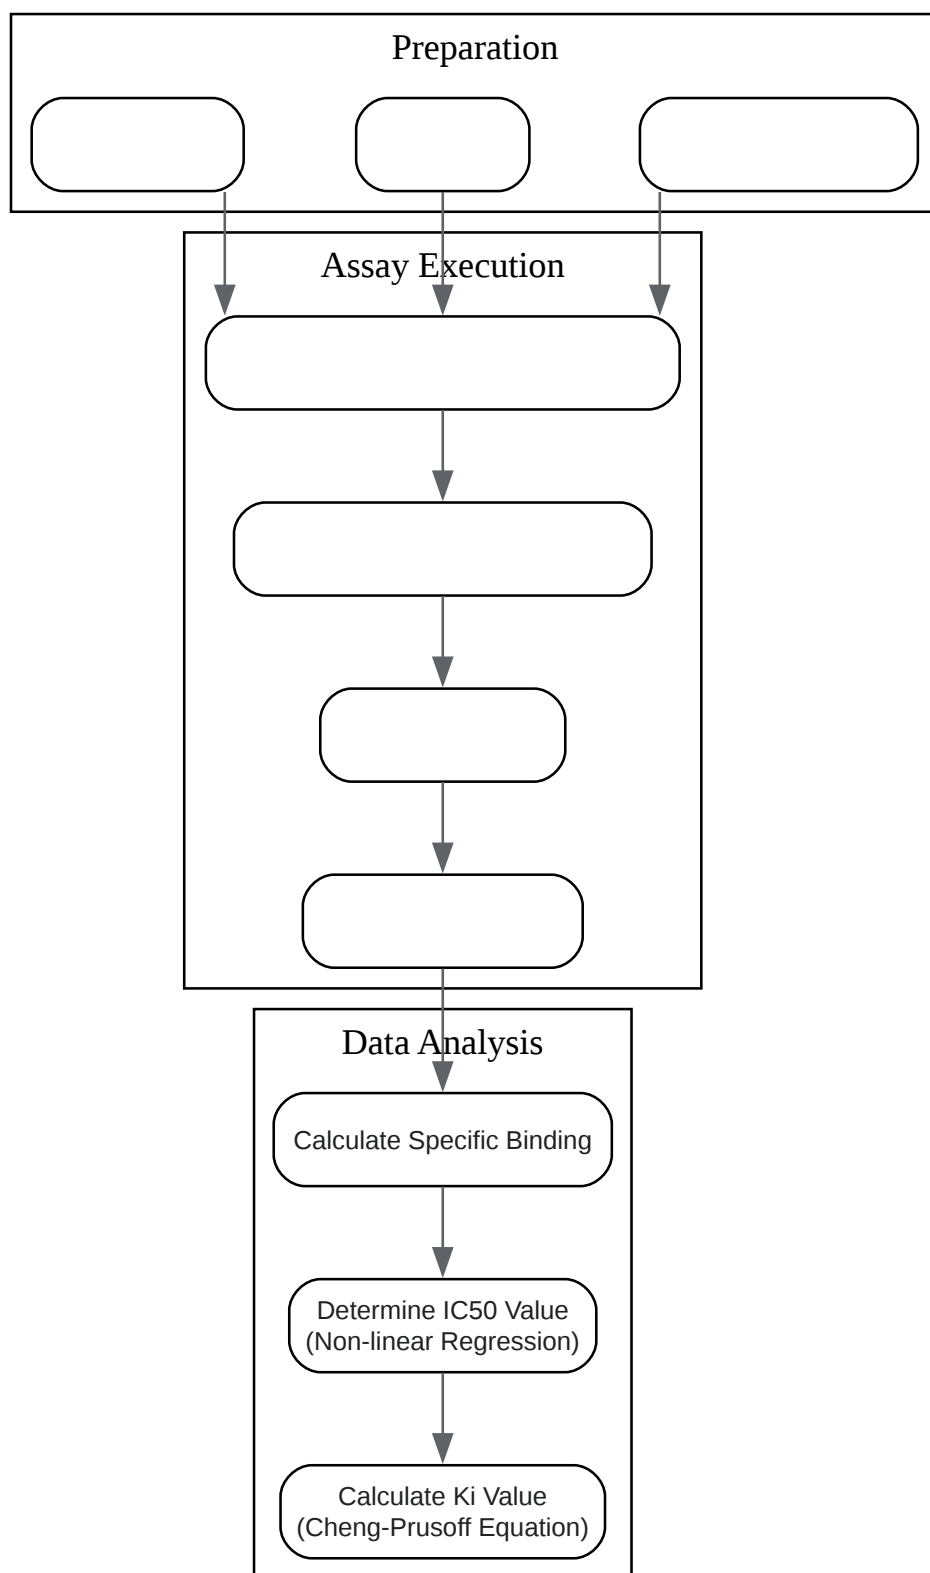 Preparation
Assay Execution
Data Analysis
Calculate Specific Binding
Determine IC50 Value
(Non-linear Regression)
Calculate Ki Value
(Cheng-Prusoff Equation)